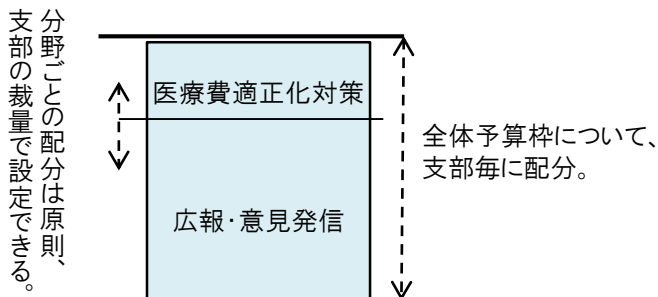 分野ごとの配分は原則、
支部の裁量で設定できる。
医療費適正化対策
広報・意見発信
全体予算枠について、
支部毎に配分。